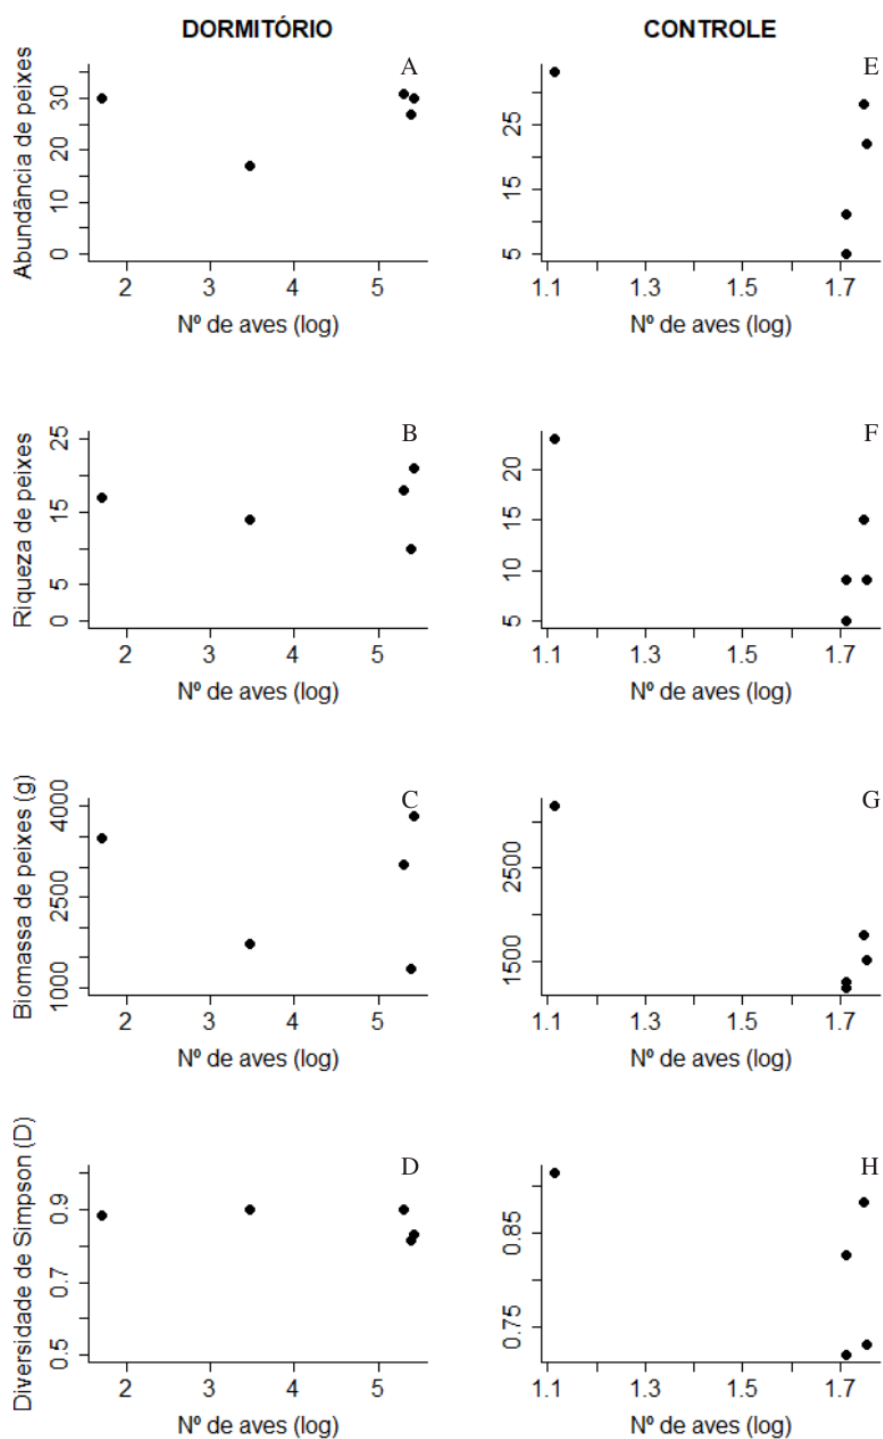 DORMITÓRIO
CONTROLE
A
Abundância de peixes
0 10 20 30
2 3 4 5
Nº de aves (log)
E
5 15 25
1.1 1.3 1.5 1.7
Nº de aves (log)
B
Riqueza de peixes
0 5 15 25
2 3 4 5
Nº de aves (log)
F
5 10 15 20
1.1 1.3 1.5 1.7
Nº de aves (log)
C
Biomassa de peixes (g)
1000 2500 4000
2 3 4 5
Nº de aves (log)
G
1500 2500
1.1 1.3 1.5 1.7
Nº de aves (log)
D
Diversidade de Simpson (D)
0.5 0.7 0.9
2 3 4 5
Nº de aves (log)
H
0.75 0.85
1.1 1.3 1.5 1.7
Nº de aves (log)